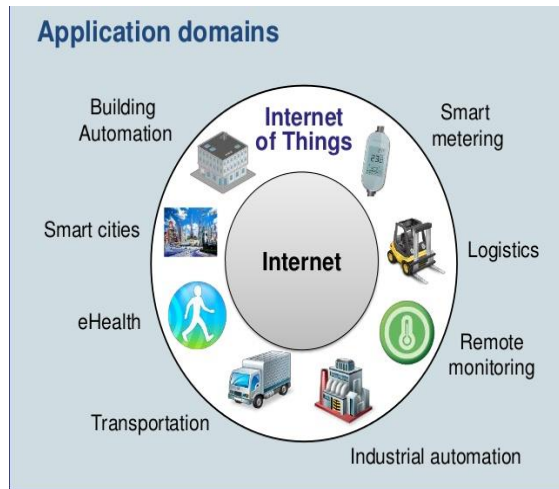 Application domains
Building
Automation
Internet
of Things
Smart
metering
Smart cities
Logistics
Internet
eHealth
Remote
monitoring
Transportation
Industrial automation